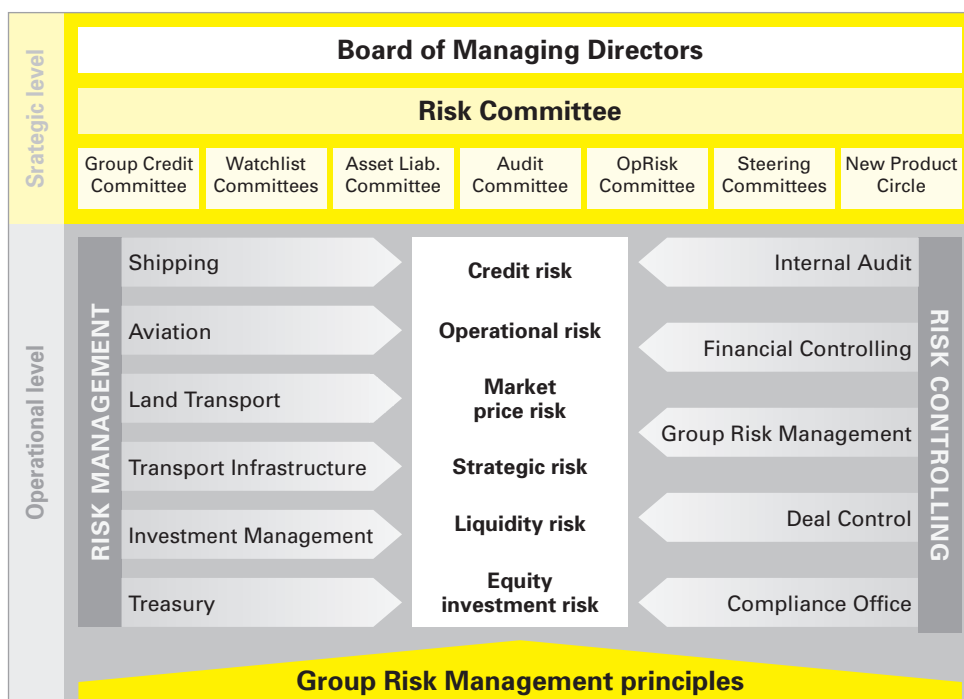 Srategic level
Board of Managing Directors
Risk Committee
Group Credit
Committee
Watchlist
Committees
Asset Liab.
Committee
Audit
Committee
OpRisk
Committee
Steering
Committees
New Product
Circle
Operational level
RISK MANAGEMENT
Shipping
Aviation
Land Transport
Transport Infrastructure
Investment Management
Treasury
Credit risk
Operational risk
Market
price risk
Strategic risk
Liquidity risk
Equity
investment risk
Internal Audit
Financial Controlling
Group Risk Management
Deal Control
Compliance Office
RISK CONTROLLING
Group Risk Management principles